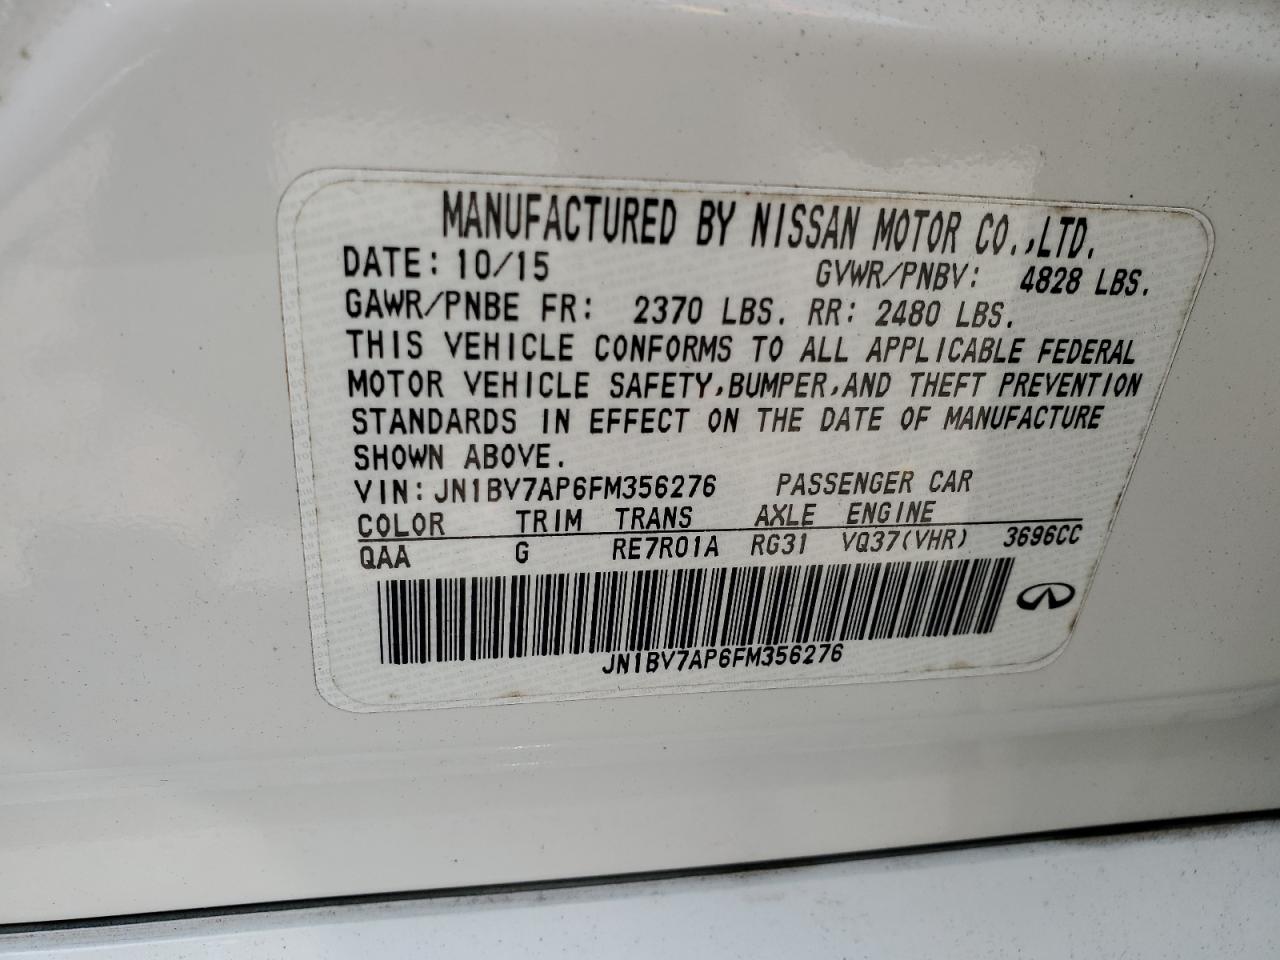 MANUFACTURED BY NISSAN MOTOR CO.,LTD.
DATE: 10/15 GVWR/PNBV: 4828 LBS.
GAWR/PNBE FR: 2370 LBS. RR: 2480 LBS.
THIS VEHICLE CONFORMS TO ALL APPLICABLE FEDERAL
MOTOR VEHICLE SAFETY,BUMPER,AND THEFT PREVENTION
STANDARDS IN EFFECT ON THE DATE OF MANUFACTURE
SHOWN ABOVE.
VIN:JN1BV7AP6FM356276 PASSENGER CAR
COLOR TRIM TRANS AXLE ENGINE
QAA G RE7R01A RG31 VQ37(VHR) 3696CC
JN1BV7AP6FM356276